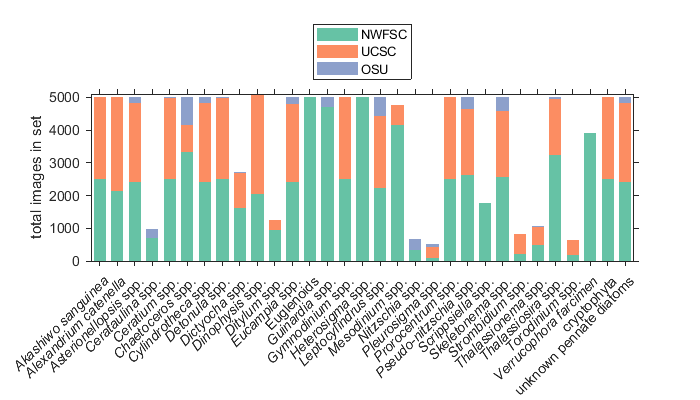 NWFSC
UCSC
OSU
total images in set
5000
4000
3000
2000
1000
0
Akashiwo sanguinea
Alexandrum catenella
Asterionellopsis spp.
Cerataulina spp.
Ceratium spp.
Chaetoceros spp.
Cylindrotheca spp.
Detonula spp.
Dictyocha spp.
Dinophysis spp.
Ditylum spp.
Eucampia spp.
Euglenoids
Guinardia spp.
Gymnodinium spp.
Heterosigma spp.
Leptocylindrus spp.
Mesodinium spp.
Nitzschia spp.
Pleurosigma spp.
Prorocentrum spp.
Pseudo-nitzschia spp.
Scrippsiella spp.
Skeletonema spp.
Strombidium spp.
Thalassionema spp.
Thalassiosira spp.
Torodinium spp.
Verrucophora farcimen
cryptophyta
unknown pennate diatoms